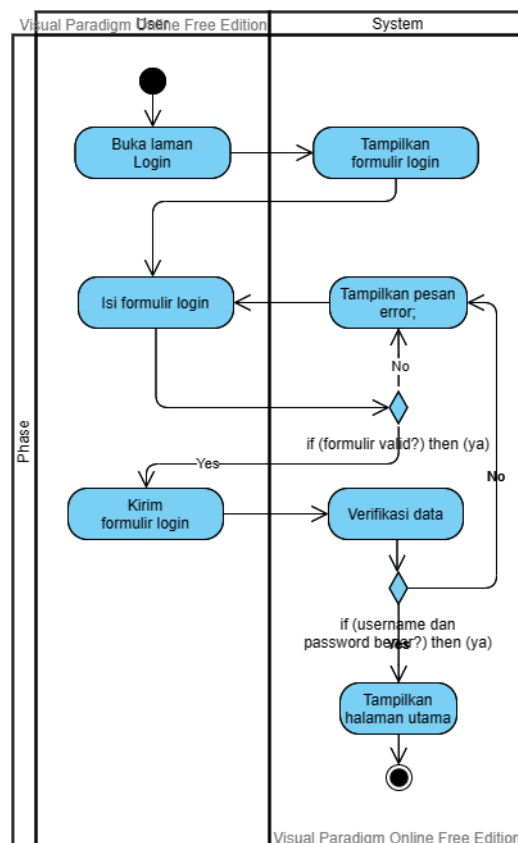 Visual Paradigm Online Free Edition
User
System
Phase
Buka laman
Login
Tampilkan
formulir login
Isi formulir login
Tampilkan pesan
error;
No
if (formulir valid?) then (ya)
Yes
No
Kirim
formulir login
Verifikasi data
if (username dan
password benar?) then (ya)
Yes
Tampilkan
halaman utama
Visual Paradigm Online Free Edition